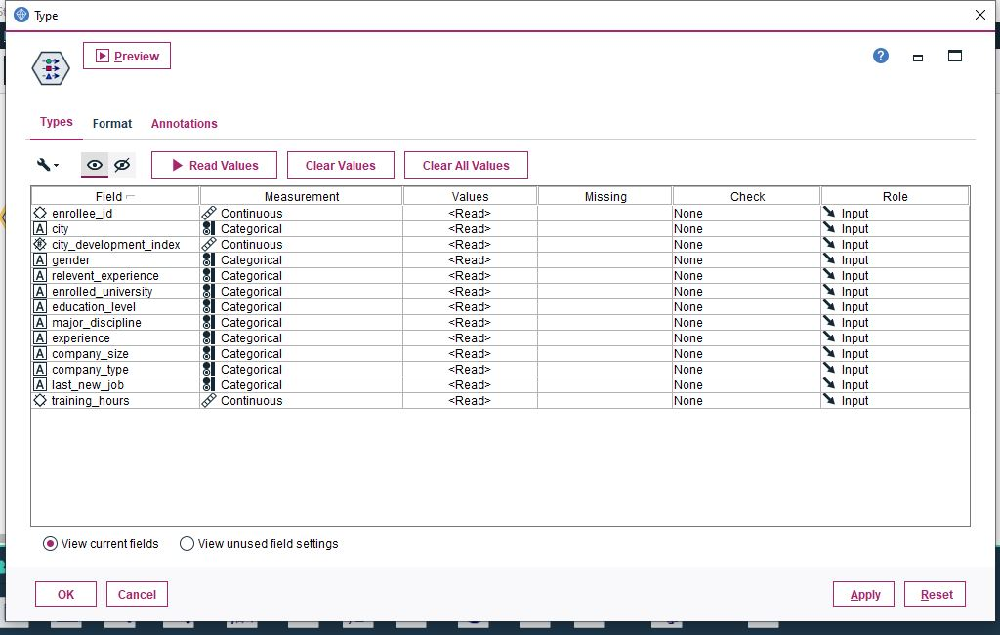 Type
Preview
Types Format Annotations
Read Values Clear Values Clear All Values
Field Measurement Values Missing Check Role
enrollee_id Continuous <Read> None Input
A city Categorical <Read> None Input
city_development_index Continuous <Read> None Input
A gender Categorical <Read> None Input
A relevent_experience Categorical <Read> None Input
A enrolled_university Categorical <Read> None Input
A education_level Categorical <Read> None Input
A major_discipline Categorical <Read> None Input
A experience Categorical <Read> None Input
A company_size Categorical <Read> None Input
A company_type Categorical <Read> None Input
A last_new_job Categorical <Read> None Input
training_hours Continuous <Read> None Input
View current fields View unused field settings
OK Cancel Apply Reset